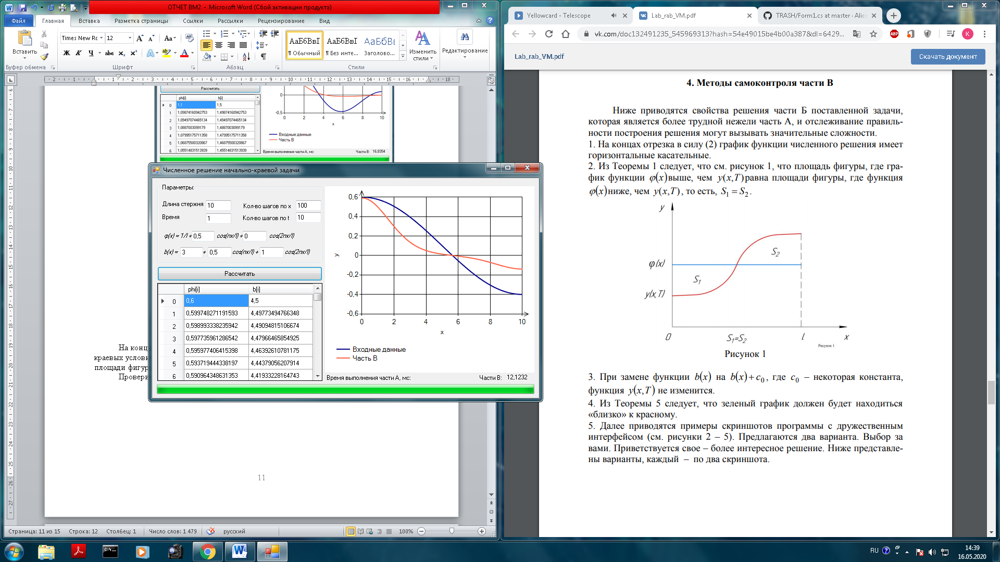 ОТЧЕТ ВМ2 - Microsoft Word (Сбой активации продукта)
Файл Главная Вставка Разметка страницы Ссылки Рассылки Рецензирование Вид
Вставить
Times New Ro 12
Ж К Ч
АаБбВвГ АаБбВвГ АаБбВ
¶ Обычный ¶ Без инте... Заголово...
Изменить стили
Редактирование
Буфер обмена Шрифт Абзац Стили
Рассчитать
phi[i] b[i]
0 1,1 1,5
1 1,09874160942753 1,49874160942753
2 1,09497074465134 1,49497074465134
3 1,0887003099179 1,4887003099179
4 1,07995175711358 1,47995175711358
5 1,06875500320867 1,46875500320867
6 1,05514831513939 1,45514831513939
0
-0,5
0 2 4 6 8 10
x
Входные данные
Часть B
Время выполнения части А, мс: Части B: 16,8354
Численное решение начально-краевой задачи
Параметры:
Длина стержня 10 Кол-во шагов по x 100
Время 1 Кол-во шагов по t 10
φ(x) = 1/l + 0,5 cos(πx/l) + 0 cos(2πx/l)
b(x) = 3 + 0,5 cos(πx/l) + 1 cos(2πx/l)
Рассчитать
phi[i] b[i]
0 0,6 4,5
1 0,599748271191593 4,49773494766348
2 0,598993338235942 4,49094815106674
3 0,597735961286542 4,47966465854925
4 0,595977406415398 4,46392610781175
5 0,593719444338197 4,44379056207914
6 0,590964348631353 4,41933228164743
0,6
0,4
0,2
0
-0,2
-0,4
-0,6
y
0 2 4 6 8 10
x
Входные данные
Часть B
Время выполнения части А, мс: Части B: 12,1232
На конц
краевых услови
площади фигур
Провери
11
Страница: 11 из 15 Строка: 12 Столбец: 1 Число слов: 1 479 русский 100%
Yellowcard - Telescope
Lab_rab_VM.pdf
TRASH/Form1.cs at master · Alic
vk.com/doc132491235_545969313?hash=54e49015be4b00a387&dl=6429...
ABP
K
Lab_rab_VM.pdf
Скачать документ
4. Методы самоконтроля части В
Ниже приводятся свойства решения части Б поставленной задачи,
которая является более трудной нежели часть А, и отслеживание правиль-
ности построения решения могут вызывать значительные сложности.
1. На концах отрезка в силу (2) график функции численного решения имеет
горизонтальные касательные.
2. Из Теоремы 1 следует, что см. рисунок 1, что площадь фигуры, где гра-
фик функции φ(x)выше, чем y(x,T)равна площади фигуры, где функция
φ(x)ниже, чем y(x,T), то есть, S1 = S2.
y
φ(x)
y(x,T)
S1
S2
0 S1=S2 l x
Рисунок 1
Рисунок 1
3. При замене функции b(x) на b(x)+c0, где c0 – некоторая константа,
функция y(x,T) не изменится.
4. Из Теоремы 5 следует, что зеленый график должен будет находиться
«близко» к красному.
5. Далее приводятся примеры скриншотов программы с дружественным
интерфейсом (см. рисунки 2 – 5). Предлагаются два варианта. Выбор за
вами. Приветствуется свое – более интересное решение. Ниже представле-
ны варианты, каждый – по два скриншота.
RU
14:39
16.05.2020